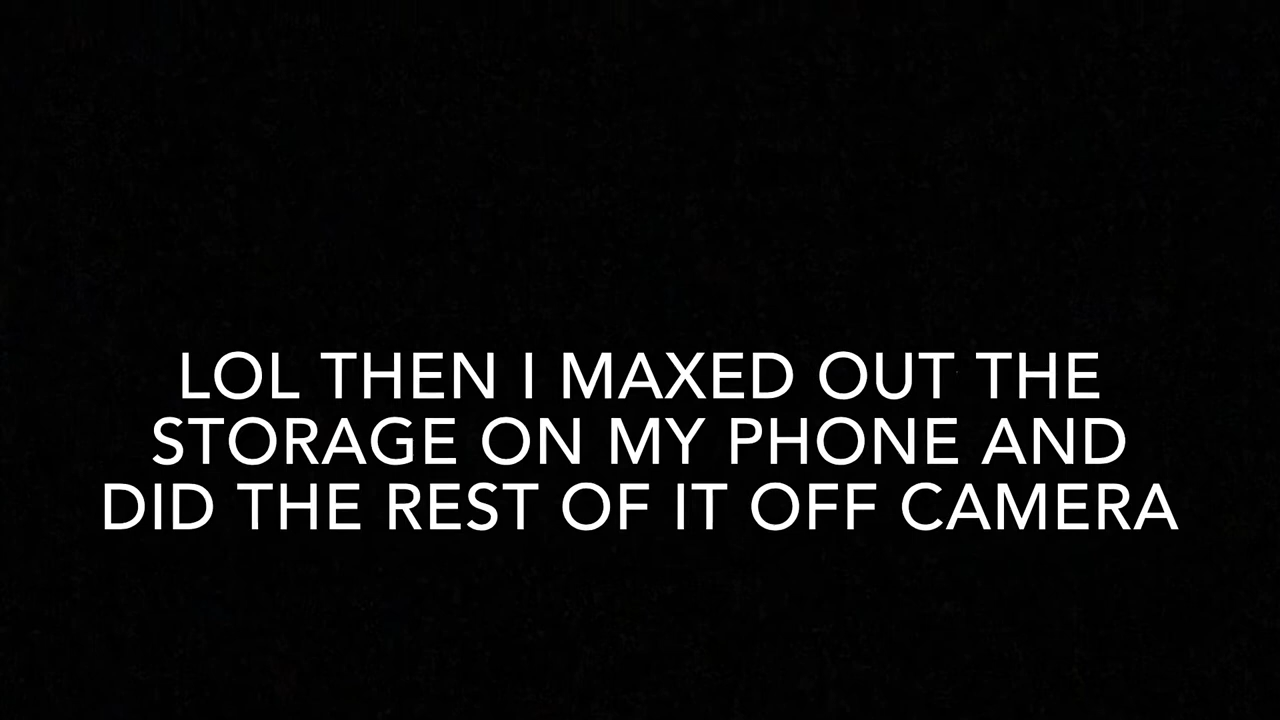 LOL THEN I MAXED OUT THE
STORAGE ON MY PHONE AND
DID THE REST OF IT OFF CAMERA